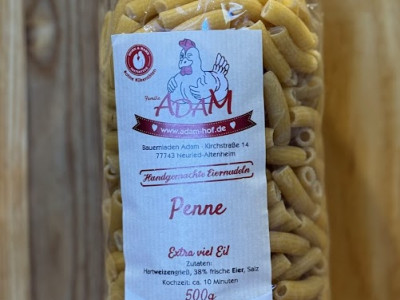 Familie
ADAM
www.adam-hof.de
Bauernladen Adam · Kirchstraße 14
77743 Neuried-Altenheim
Handgemachte Eiernudeln
Penne
Extra viel Ei!
Zutaten:
Hartweizengrieß, 38% frische Eier, Salz
Kochzeit: ca. 10 Minuten
500g